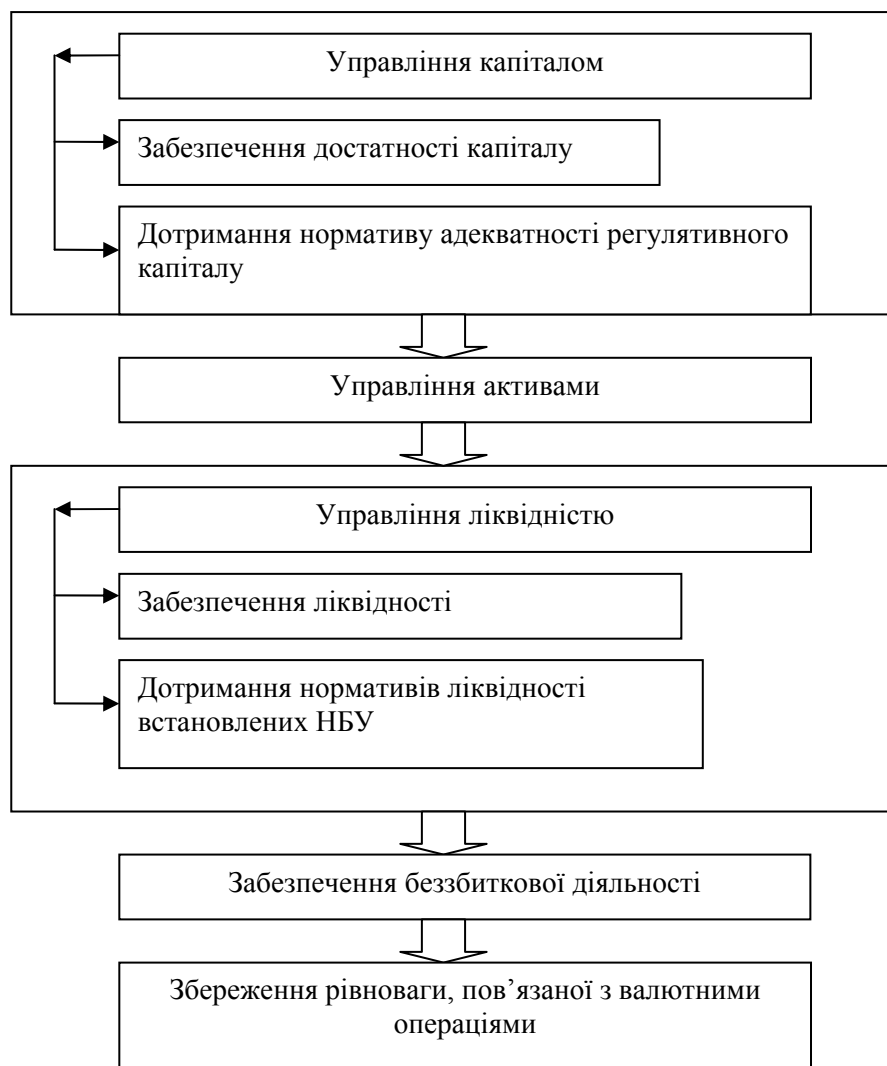 Управління капіталом
Забезпечення достатності капіталу
Дотримання нормативу адекватності регулятивного
капіталу
Управління активами
Управління ліквідністю
Забезпечення ліквідності
Дотримання нормативів ліквідності
встановлених НБУ
Забезпечення беззбиткової діяльності
Збереження рівноваги, пов’язаної з валютними
операціями